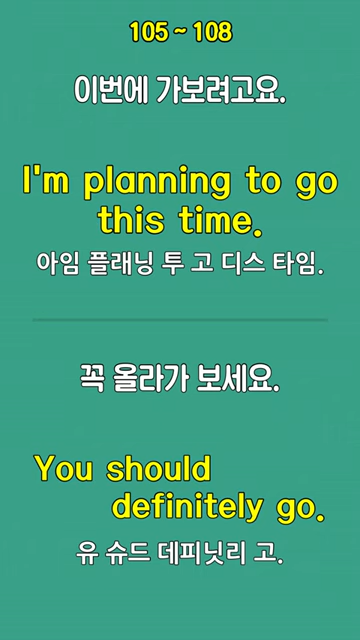 105 ~ 108
이번에 가보려고요.
I'm planning to go
this time.
아임 플래닝 투 고 디스 타임.
꼭 올라가 보세요.
You should
definitely go.
유 슈드 데피닛리 고.